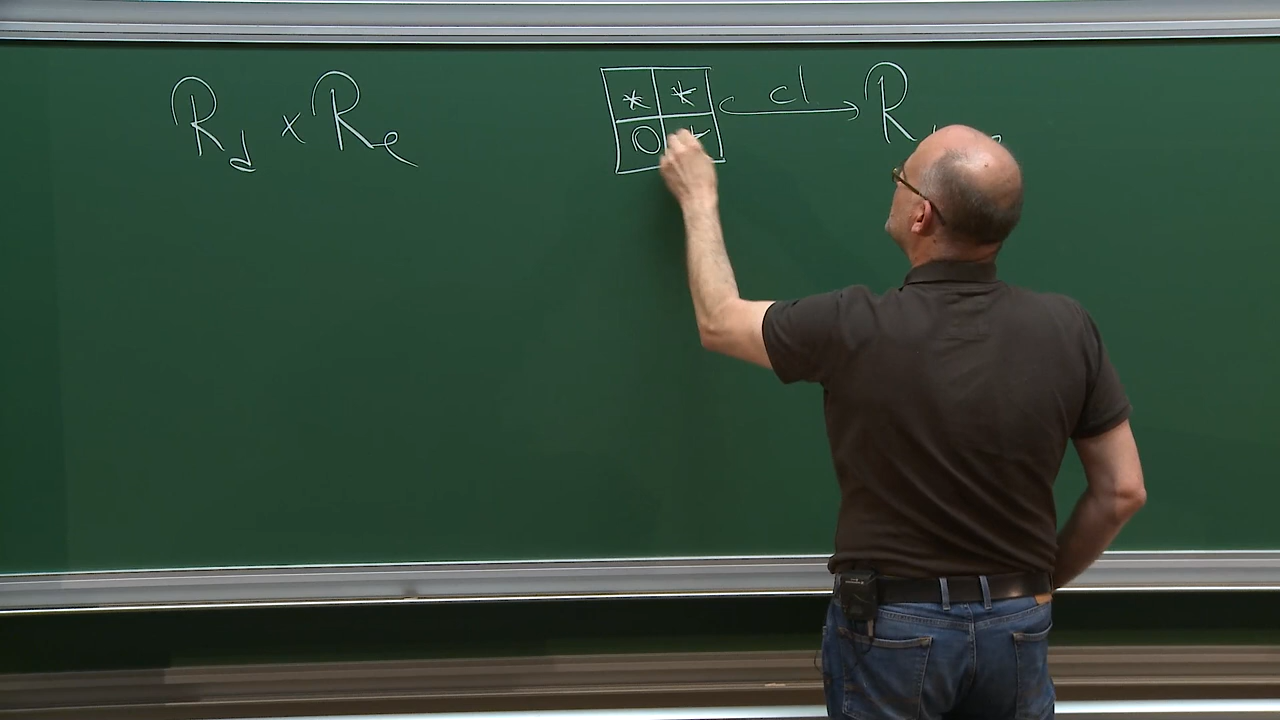 R_d × R_e [* * / 0 *] ↪ cl R